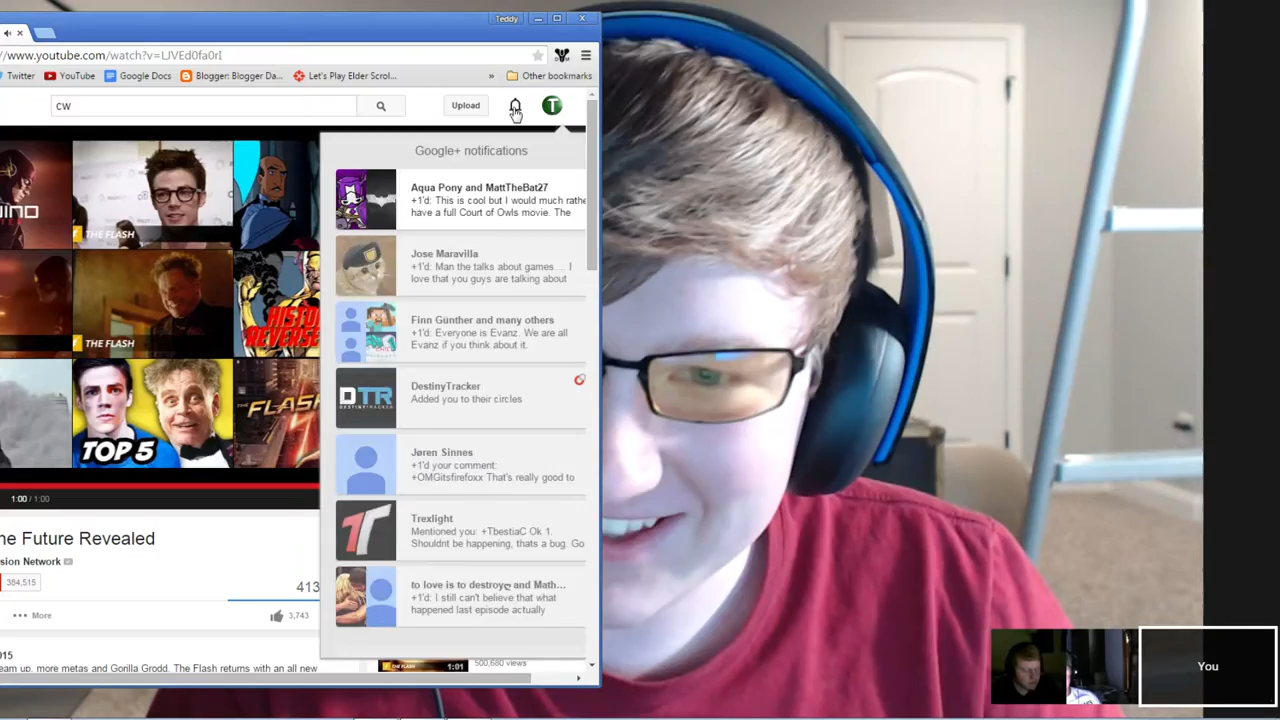 Teddy
//www.youtube.com/watch?v=LJVEd0fa0rI
Twitter
YouTube
Google Docs
Blogger: Blogger Da...
Let's Play Elder Scrol...
»
Other bookmarks
cw
Upload
T
Google+ notifications
Aqua Pony and MattTheBat27
+1'd: This is cool but I would much rathe
have a full Court of Owls movie. The
Jose Maravilla
+1'd: Man the talks about games.... I
love that you guys are talking about
Finn Günther and many others
+1'd: Everyone is Evanz. We are all
Evanz if you think about it.
DTR
DESTINYTRACKER
DestinyTracker
Added you to their circles
Jøren Sinnes
+1'd your comment:
+OMGitsfirefoxx That's really good to
Trexlight
Mentioned you: +TbestiaC Ok 1.
Shouldnt be happening, thats a bug. Go
to love is to destroy and Math...
+1'd: I still can't believe that what
happened last episode actually
THE FLASH
THE FLASH
HISTO
REVERSE
TOP 5
THE FLAS
1:00 / 1:00
ne Future Revealed
sion Network
384,515
413
••• More
3,743
015
eam up, more metas and Gorilla Grodd. The Flash returns with an all new
THE FLASH
1:01
500,680 views
You